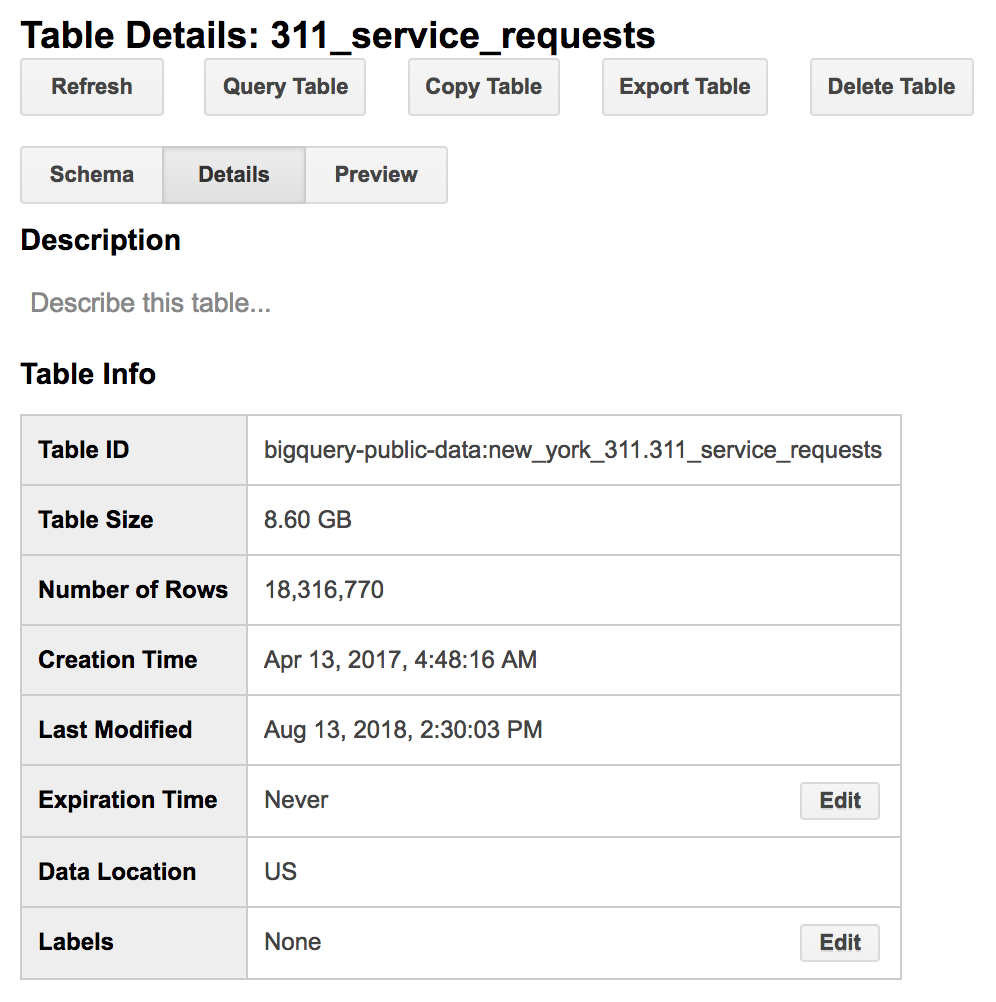 Table Details: 311_service_requests
Refresh Query Table Copy Table Export Table Delete Table
Schema Details Preview
Description
Describe this table...
Table Info
Table ID bigquery-public-data:new_york_311.311_service_requests
Table Size 8.60 GB
Number of Rows 18,316,770
Creation Time Apr 13, 2017, 4:48:16 AM
Last Modified Aug 13, 2018, 2:30:03 PM
Expiration Time Never Edit
Data Location US
Labels None Edit